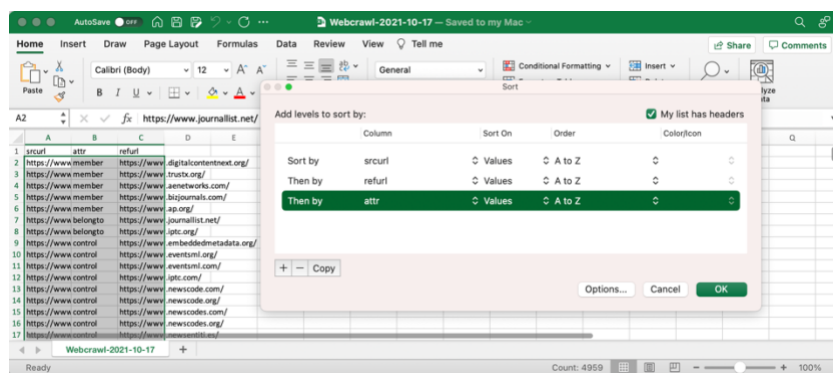 AutoSave OFF Webcrawl-2021-10-17 — Saved to my Mac
Home Insert Draw Page Layout Formulas Data Review View Tell me Share Comments
Paste Calibri (Body) 12 A A General Conditional Formatting Insert
B I U A
Sort
A2 fx https://www.journallist.net/
Add levels to sort by: My list has headers
Column Sort On Order Color/Icon
Sort by srcurl Values A to Z
Then by refurl Values A to Z
Then by attr Values A to Z
+ − Copy
Options... Cancel OK
A B C D E Q
1 srcurl attr refurl
2 https://www member https://www.digitalcontentnext.org/
3 https://www member https://www.trustx.org/
4 https://www member https://www.aenetworks.com/
5 https://www member https://www.bizjournals.com/
6 https://www member https://www.ap.org/
7 https://www belongto https://www.journallist.net/
8 https://www belongto https://www.iptc.org/
9 https://www control https://www.embeddedmetadata.org/
10 https://www control https://www.eventsml.org/
11 https://www control https://www.eventsml.com/
12 https://www control https://www.iptc.com/
13 https://www control https://www.newscode.com/
14 https://www control https://www.newscode.org/
15 https://www control https://www.newscodes.com/
16 https://www control https://www.newscodes.org/
17 https://www control https://www.newsentiti.es/
Webcrawl-2021-10-17 +
Ready Count: 4959 − + 100%